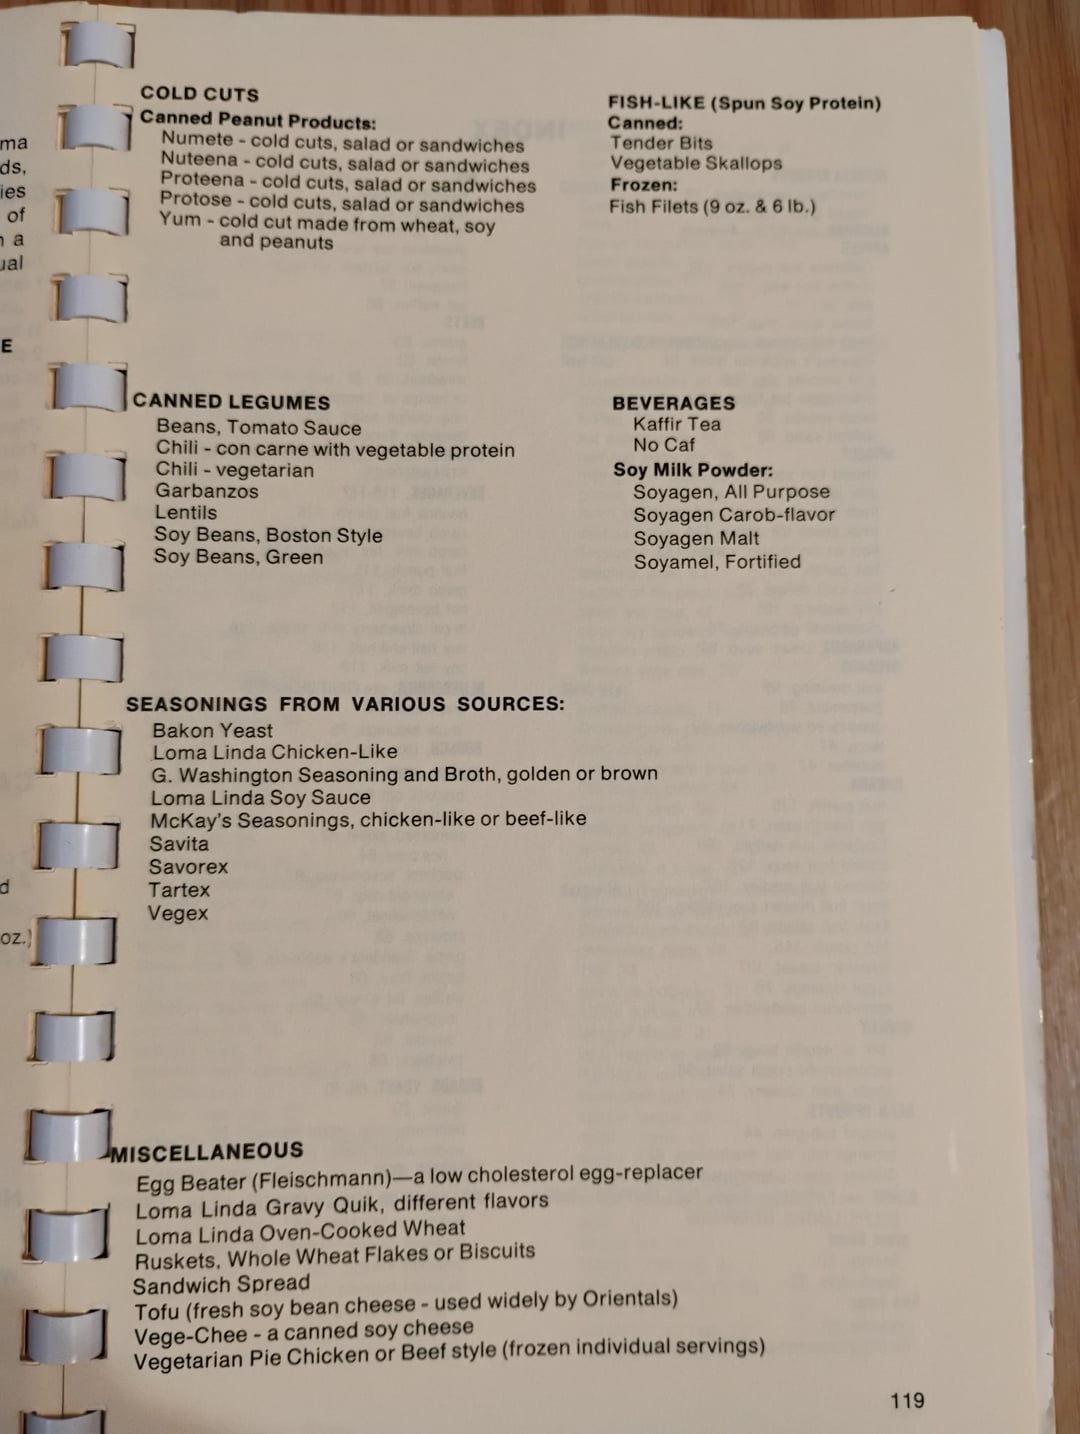 COLD CUTS
Canned Peanut Products:
Numete - cold cuts, salad or sandwiches
Nuteena - cold cuts, salad or sandwiches
Proteena - cold cuts, salad or sandwiches
Protose - cold cuts, salad or sandwiches
Yum - cold cut made from wheat, soy
and peanuts
FISH-LIKE (Spun Soy Protein)
Canned:
Tender Bits
Vegetable Skallops
Frozen:
Fish Filets (9 oz. & 6 lb.)
CANNED LEGUMES
Beans, Tomato Sauce
Chili - con carne with vegetable protein
Chili - vegetarian
Garbanzos
Lentils
Soy Beans, Boston Style
Soy Beans, Green
BEVERAGES
Kaffir Tea
No Caf
Soy Milk Powder:
Soyagen, All Purpose
Soyagen Carob-flavor
Soyagen Malt
Soyamel, Fortified
SEASONINGS FROM VARIOUS SOURCES:
Bakon Yeast
Loma Linda Chicken-Like
G. Washington Seasoning and Broth, golden or brown
Loma Linda Soy Sauce
McKay's Seasonings, chicken-like or beef-like
Savita
Savorex
Tartex
Vegex
MISCELLANEOUS
Egg Beater (Fleischmann)—a low cholesterol egg-replacer
Loma Linda Gravy Quik, different flavors
Loma Linda Oven-Cooked Wheat
Ruskets, Whole Wheat Flakes or Biscuits
Sandwich Spread
Tofu (fresh soy bean cheese - used widely by Orientals)
Vege-Chee - a canned soy cheese
Vegetarian Pie Chicken or Beef style (frozen individual servings)
119